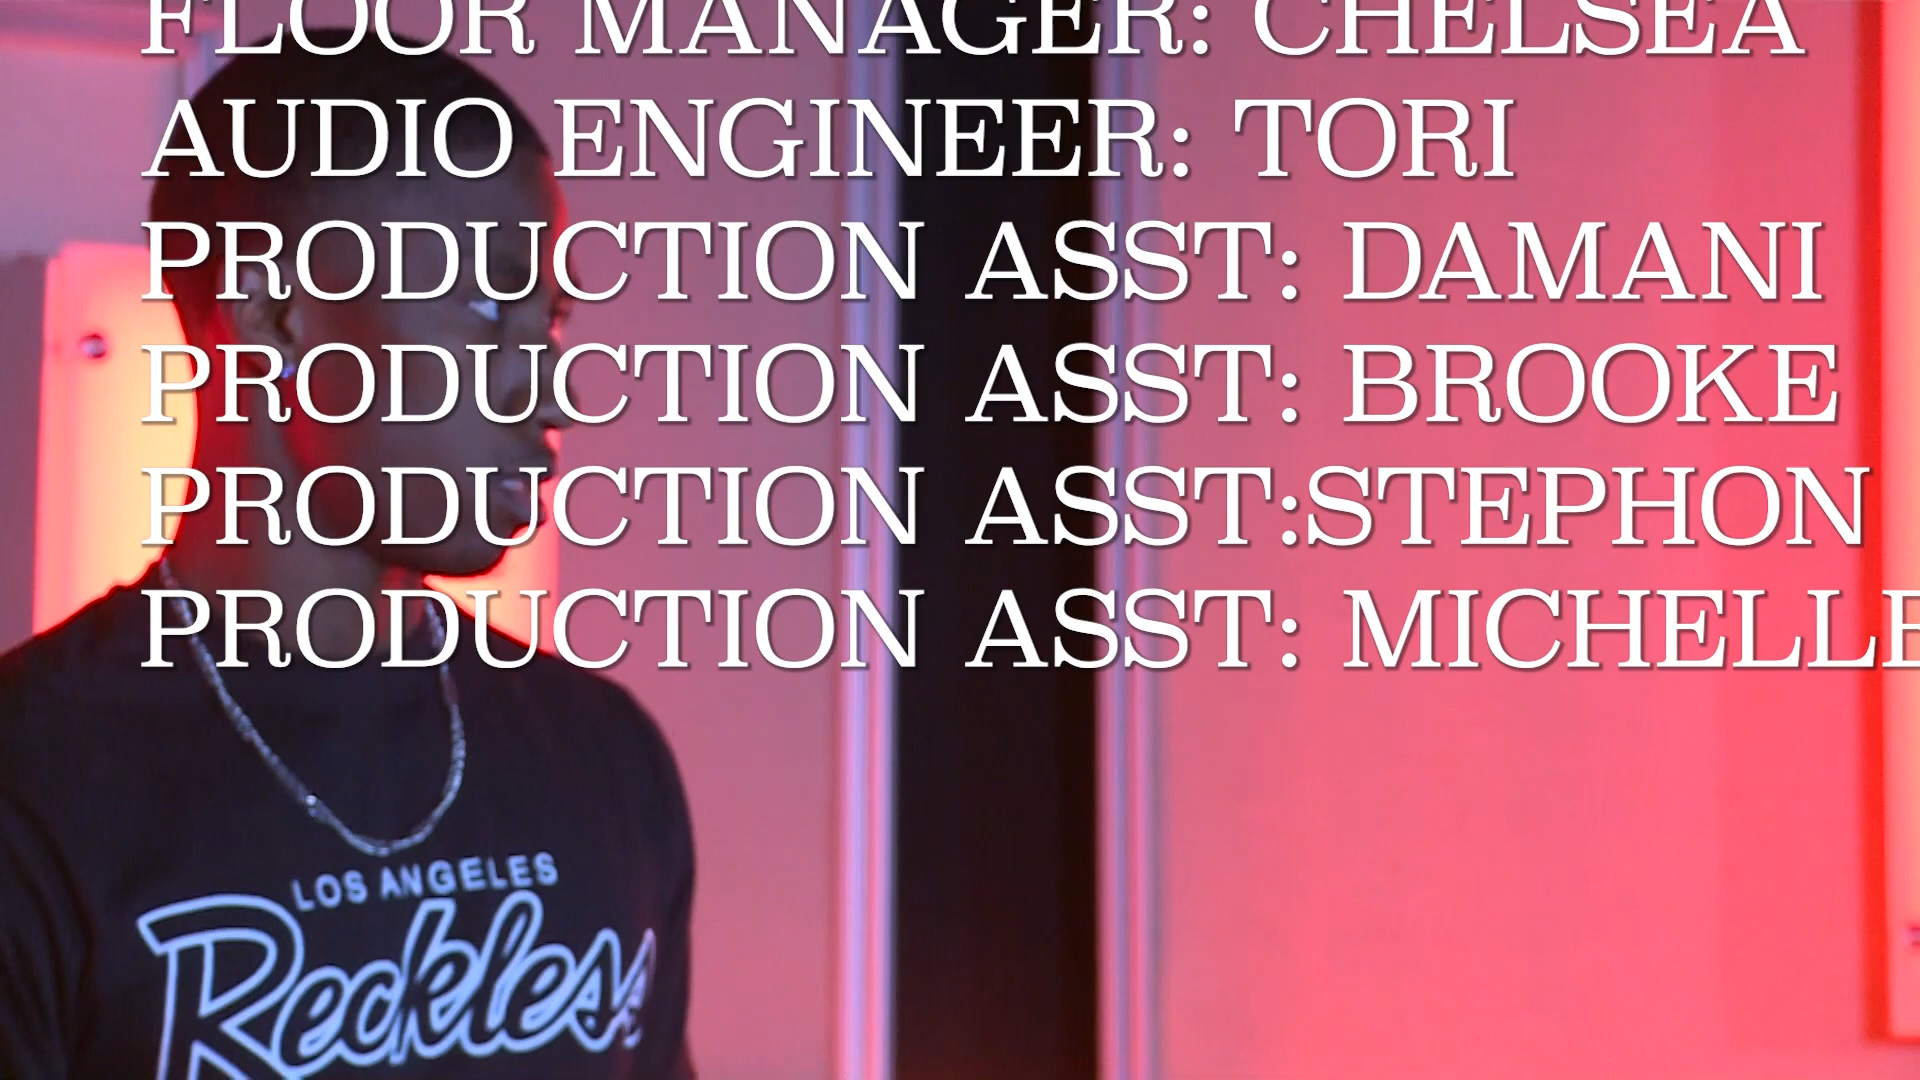 FLOOR MANAGER: CHELSEA
AUDIO ENGINEER: TORI
PRODUCTION ASST: DAMANI
PRODUCTION ASST: BROOKE
PRODUCTION ASST:STEPHON
PRODUCTION ASST: MICHELLE
LOS ANGELES
Reckless